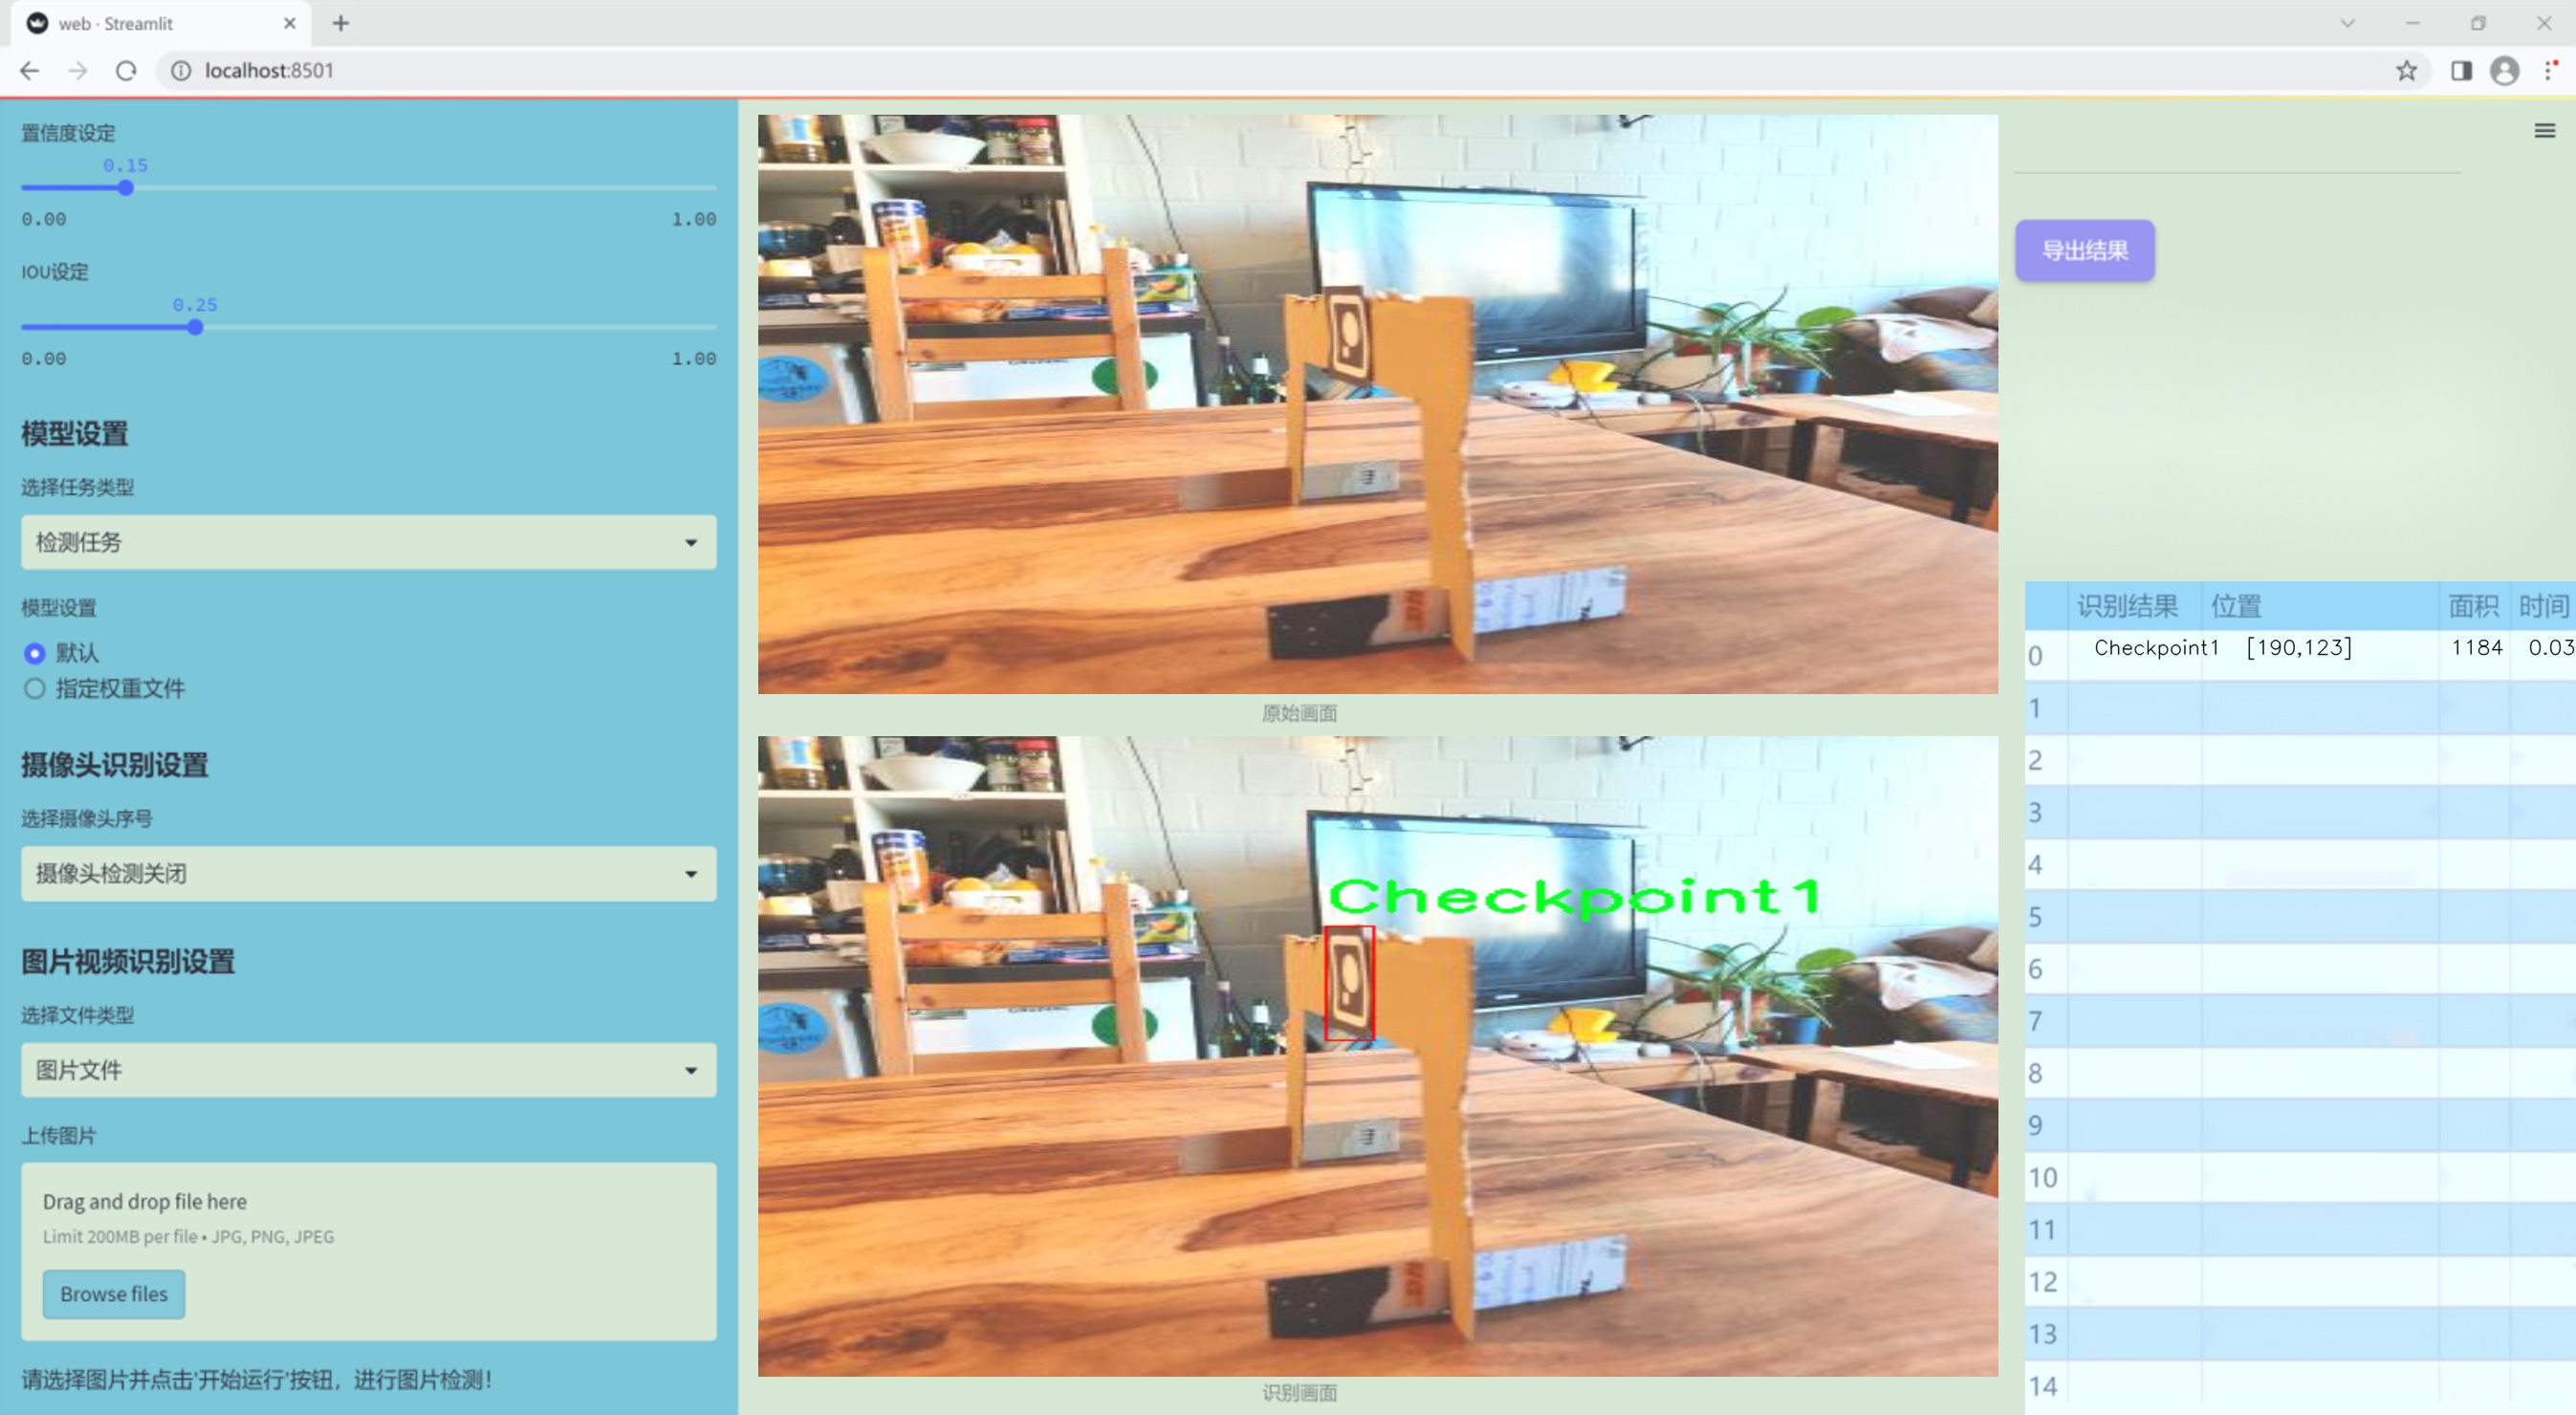 web · Streamlit
localhost:8501
置信度设定
0.15
0.00 1.00
IOU设定
0.25
0.00 1.00
模型设置
选择任务类型
检测任务
模型设置
默认
指定权重文件
摄像头识别设置
选择摄像头序号
摄像头检测关闭
图片视频识别设置
选择文件类型
图片文件
上传图片
Drag and drop file here
Limit 200MB per file • JPG, PNG, JPEG
Browse files
请选择图片并点击'开始运行'按钮，进行图片检测！
原始画面
Checkpoint1
识别画面
导出结果
识别结果 位置 面积 时间
0 Checkpoint1 [190,123] 1184 0.03
1
2
3
4
5
6
7
8
9
10
11
12
13
14